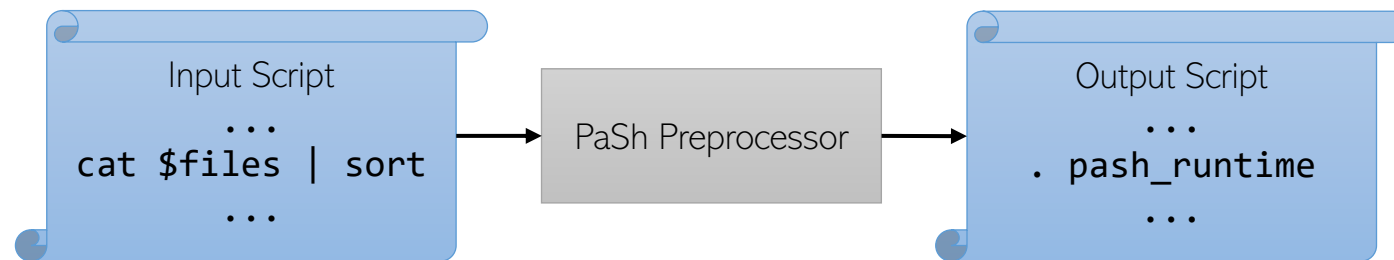 Input Script
...
cat $files | sort
...
PaSh Preprocessor
Output Script
...
. pash_runtime
...